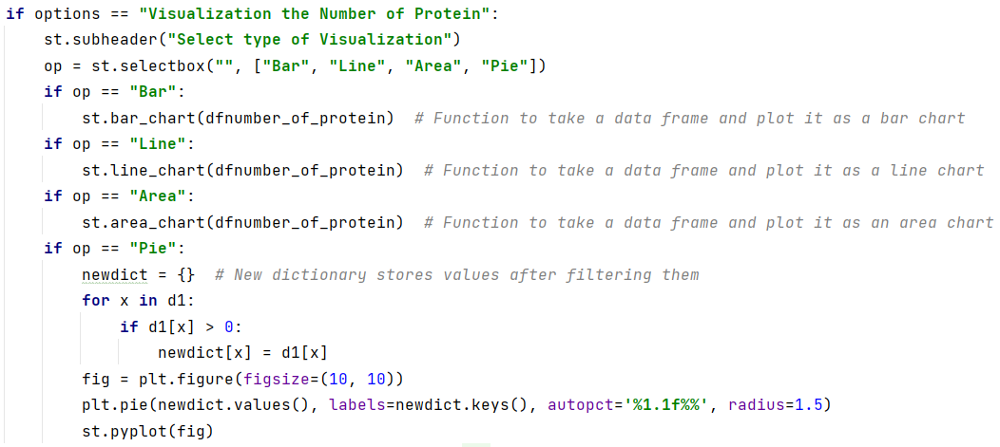 if options == "Visualization the Number of Protein":
    st.subheader("Select type of Visualization")
    op = st.selectbox("", ["Bar", "Line", "Area", "Pie"])
    if op == "Bar":
        st.bar_chart(dfnumber_of_protein)  # Function to take a data frame and plot it as a bar chart
    if op == "Line":
        st.line_chart(dfnumber_of_protein)  # Function to take a data frame and plot it as a line chart
    if op == "Area":
        st.area_chart(dfnumber_of_protein)  # Function to take a data frame and plot it as an area chart
    if op == "Pie":
        newdict = {}  # New dictionary stores values after filtering them
        for x in d1:
            if d1[x] > 0:
                newdict[x] = d1[x]
        fig = plt.figure(figsize=(10, 10))
        plt.pie(newdict.values(), labels=newdict.keys(), autopct='%1.1f%%', radius=1.5)
        st.pyplot(fig)